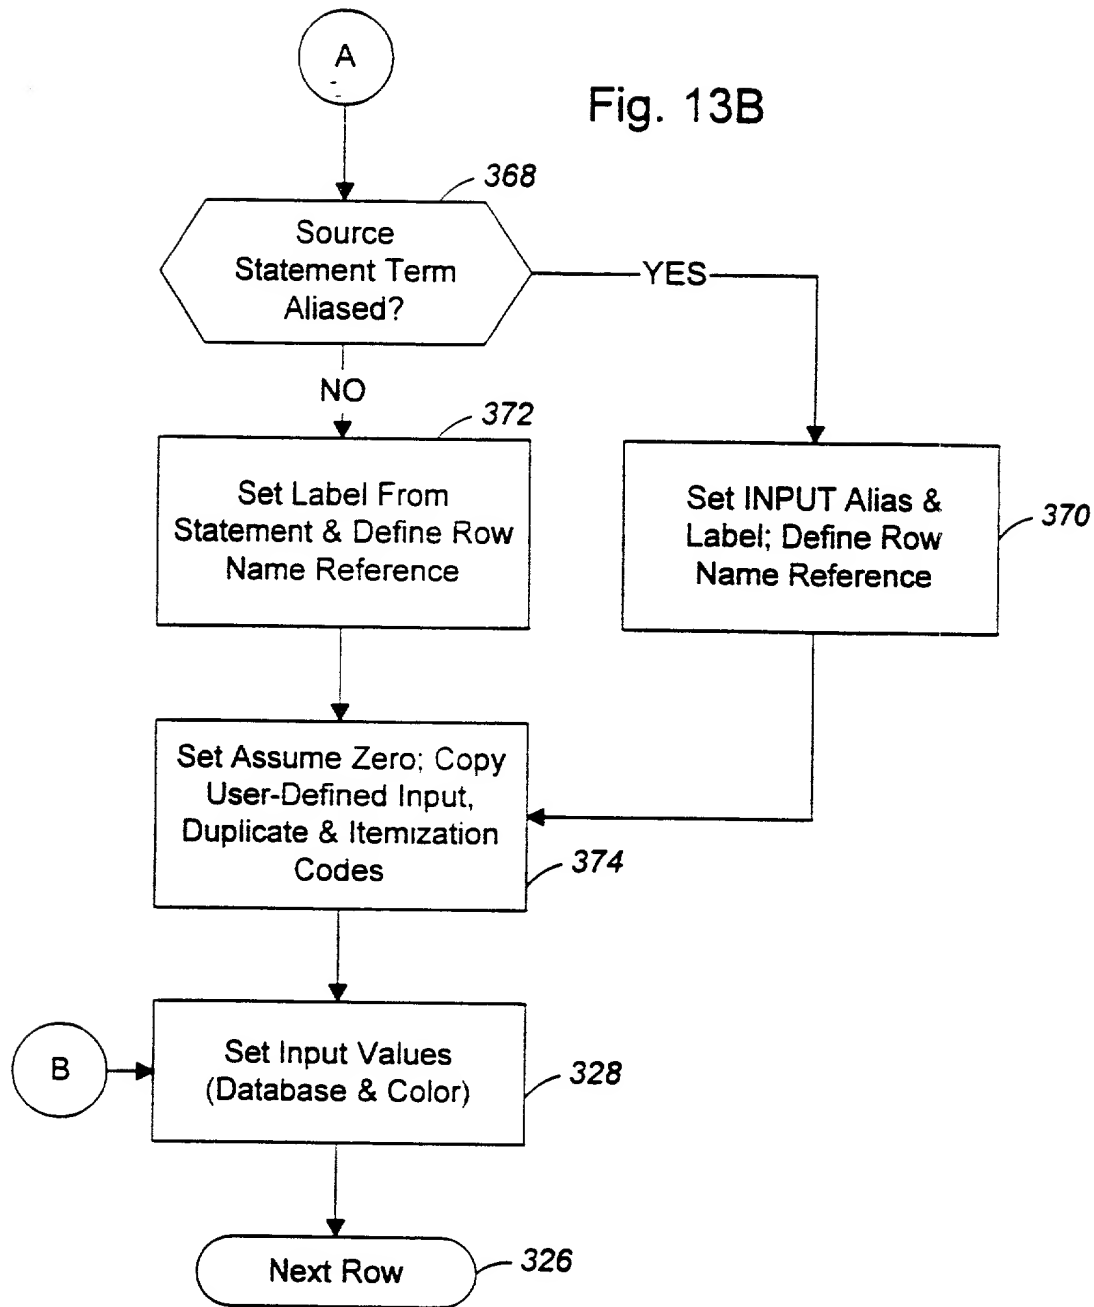 A
Fig. 13B
368
Source
Statement Term
Aliased?
YES
NO
372
Set Label From
Statement & Define Row
Name Reference
Set INPUT Alias &
Label; Define Row
Name Reference
370
Set Assume Zero; Copy
User-Defined Input,
Duplicate & Itemization
Codes
374
B
Set Input Values
(Database & Color)
328
Next Row
326